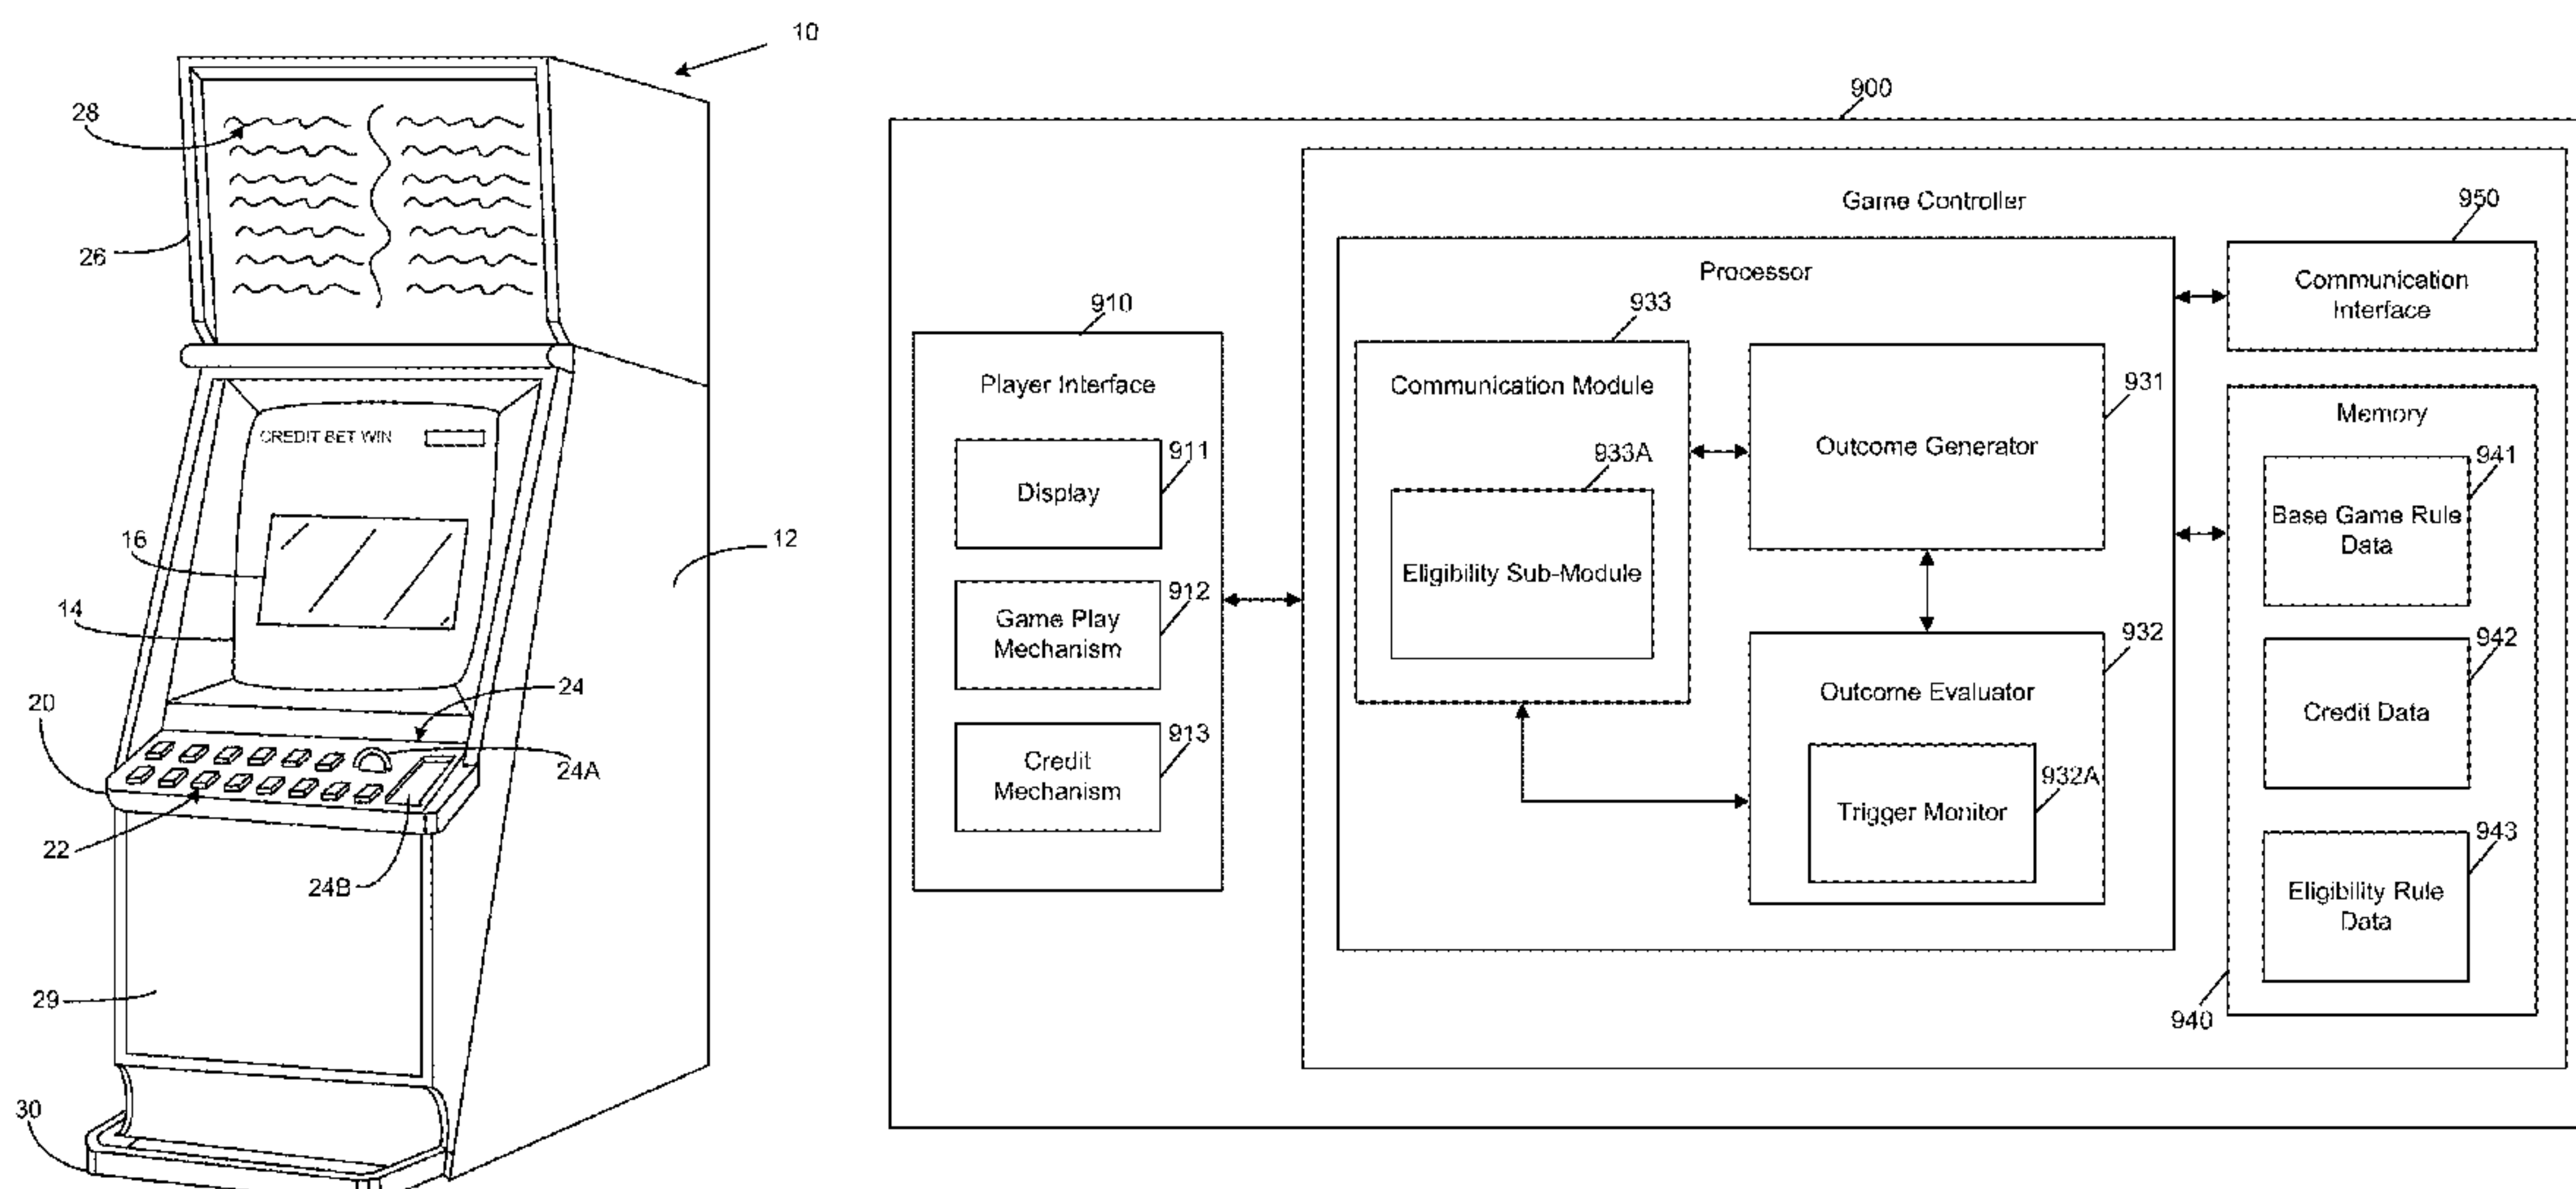 10
28
26
CREDIT BET WIN
16
12
14
24
20
24A
22
24B
29
30
900
Game Controller
950
Processor
Communication
Interface
910
933
Player Interface
Communication Module
931
Memory
911
933A
Outcome Generator
941
Display
Base Game Rule
Data
912
Eligibility Sub-Module
Game Play
Mechanism
932
942
Outcome Evaluator
Credit Data
913
Credit
Mechanism
932A
Trigger Monitor
943
Eligibility Rule
Data
940